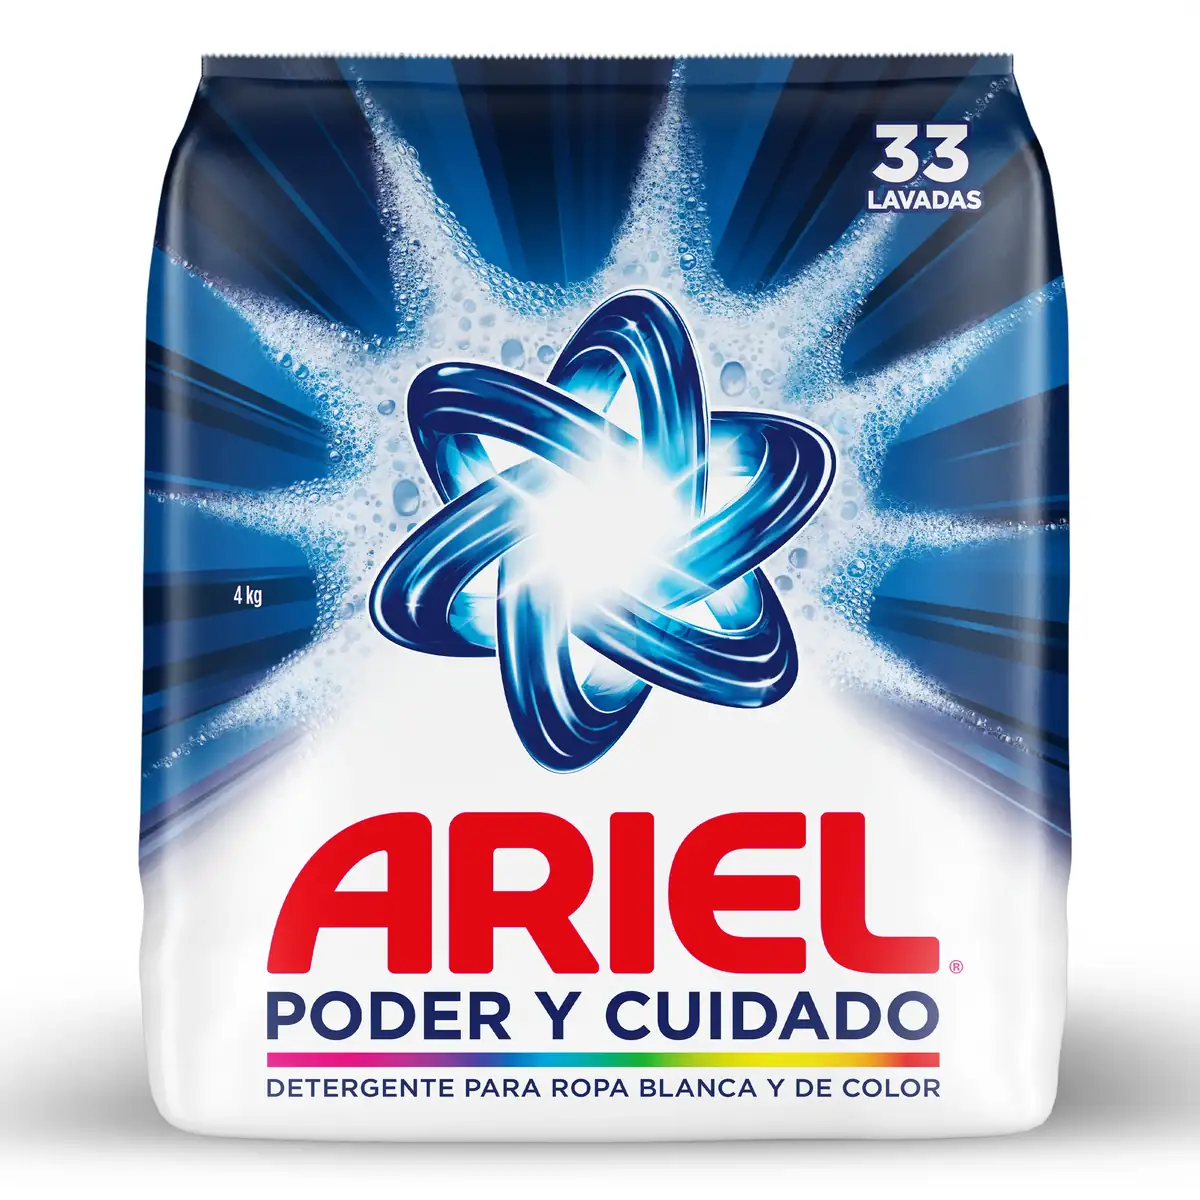 33
LAVADAS
4 kg
ARIEL®
PODER Y CUIDADO
DETERGENTE PARA ROPA BLANCA Y DE COLOR